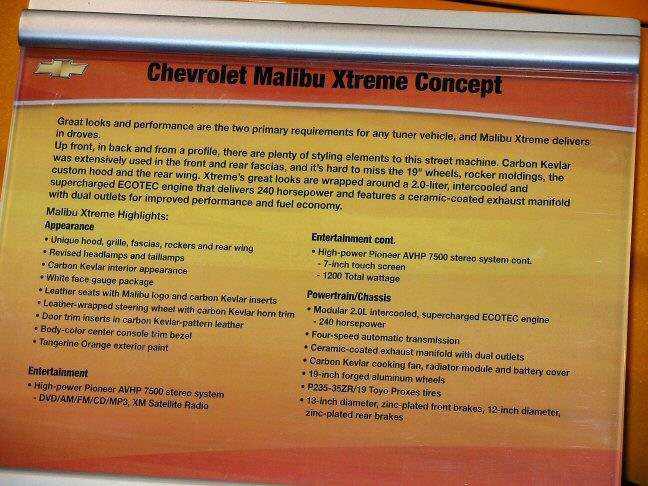 Chevrolet Malibu Xtreme Concept
Great looks and performance are the two primary requirements for any tuner vehicle, and Malibu Xtreme delivers
in droves.
Up front, in back and from a profile, there are plenty of styling elements to this street machine. Carbon Kevlar
was extensively used in the front and rear fascias, and it's hard to miss the 19" wheels, rocker moldings, the
custom hood and the rear wing. Xtreme's great looks are wrapped around a 2.0-liter, intercooled and
supercharged ECOTEC engine that delivers 240 horsepower and features a ceramic-coated exhaust manifold
with dual outlets for improved performance and fuel economy.
Malibu Xtreme Highlights:
Appearance
• Unique hood, grille, fascias, rockers and rear wing
• Revised headlamps and taillamps
• Carbon Kevlar interior appearance
• White face gauge package
• Leather seats with Malibu logo and carbon Kevlar inserts
• Leather-wrapped steering wheel with carbon Kevlar horn trim
• Door trim inserts in carbon Kevlar-pattern leather
• Body-color center console trim bezel
• Tangerine Orange exterior paint
Entertainment
• High-power Pioneer AVHP 7500 stereo system
- DVD/AM/FM/CD/MP3, XM Satellite Radio
Entertainment cont.
• High-power Pioneer AVHP 7500 stereo system cont.
- 7-inch touch screen
- 1200 Total wattage
Powertrain/Chassis
• Modular 2.0L intercooled, supercharged ECOTEC engine
- 240 horsepower
• Four-speed automatic transmission
• Ceramic-coated exhaust manifold with dual outlets
• Carbon Kevlar cooking fan, radiator module and battery cover
• 19-inch forged aluminum wheels
• P235-35ZR/19 Toyo Proxes tires
• 13-inch diameter, zinc-plated front brakes, 12-inch diameter,
zinc-plated rear brakes